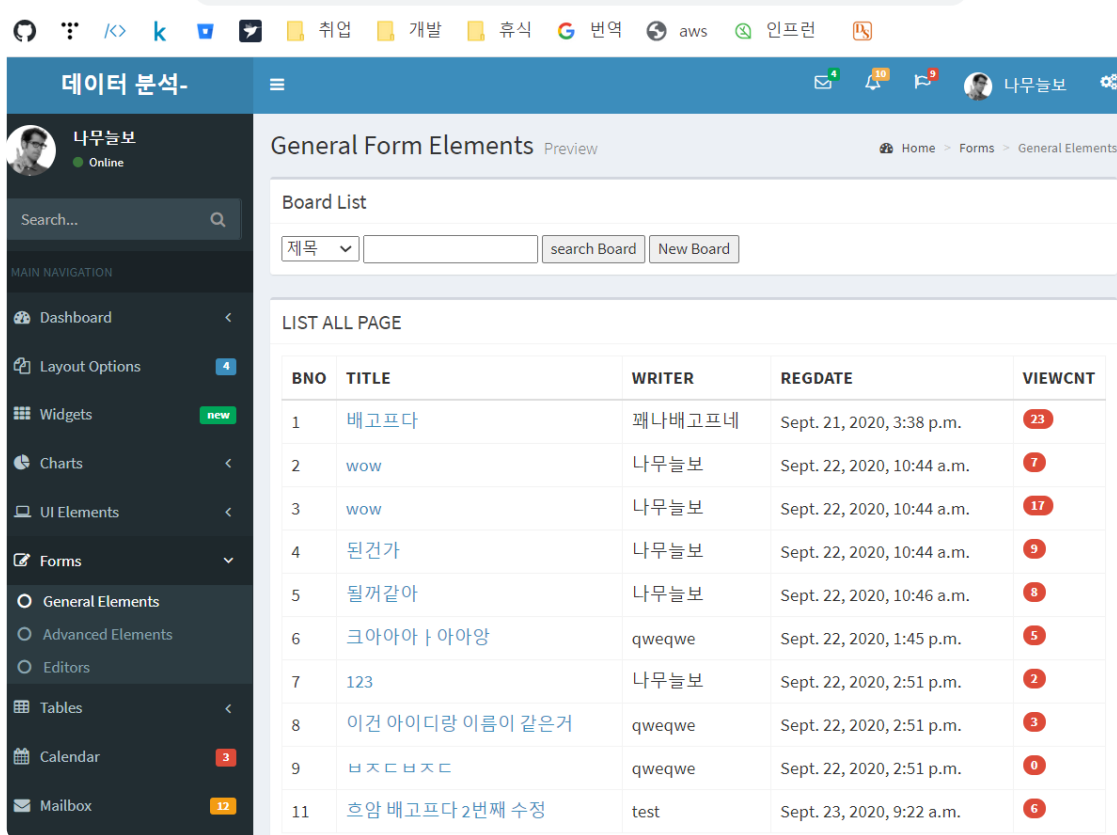 취업 개발 휴식 번역 aws 인프런
데이터 분석-
4 10 9 나무늘보
나무늘보
Online
General Form Elements Preview
Home > Forms > General Elements
Search...
Board List
제목 search Board New Board
MAIN NAVIGATION
Dashboard
Layout Options 4
Widgets new
Charts
UI Elements
Forms
General Elements
Advanced Elements
Editors
Tables
Calendar 3
Mailbox 12
LIST ALL PAGE
BNO TITLE WRITER REGDATE VIEWCNT
1 배고프다 꽤나배고프네 Sept. 21, 2020, 3:38 p.m. 23
2 wow 나무늘보 Sept. 22, 2020, 10:44 a.m. 7
3 wow 나무늘보 Sept. 22, 2020, 10:44 a.m. 17
4 된건가 나무늘보 Sept. 22, 2020, 10:44 a.m. 9
5 될꺼같아 나무늘보 Sept. 22, 2020, 10:46 a.m. 8
6 크아아아ㅏ아아앙 qweqwe Sept. 22, 2020, 1:45 p.m. 5
7 123 나무늘보 Sept. 22, 2020, 2:51 p.m. 2
8 이건 아이디랑 이름이 같은거 qweqwe Sept. 22, 2020, 2:51 p.m. 3
9 ㅂㅈㄷㅂㅈㄷ qweqwe Sept. 22, 2020, 2:51 p.m. 0
11 흐암 배고프다 2번째 수정 test Sept. 23, 2020, 9:22 a.m. 6